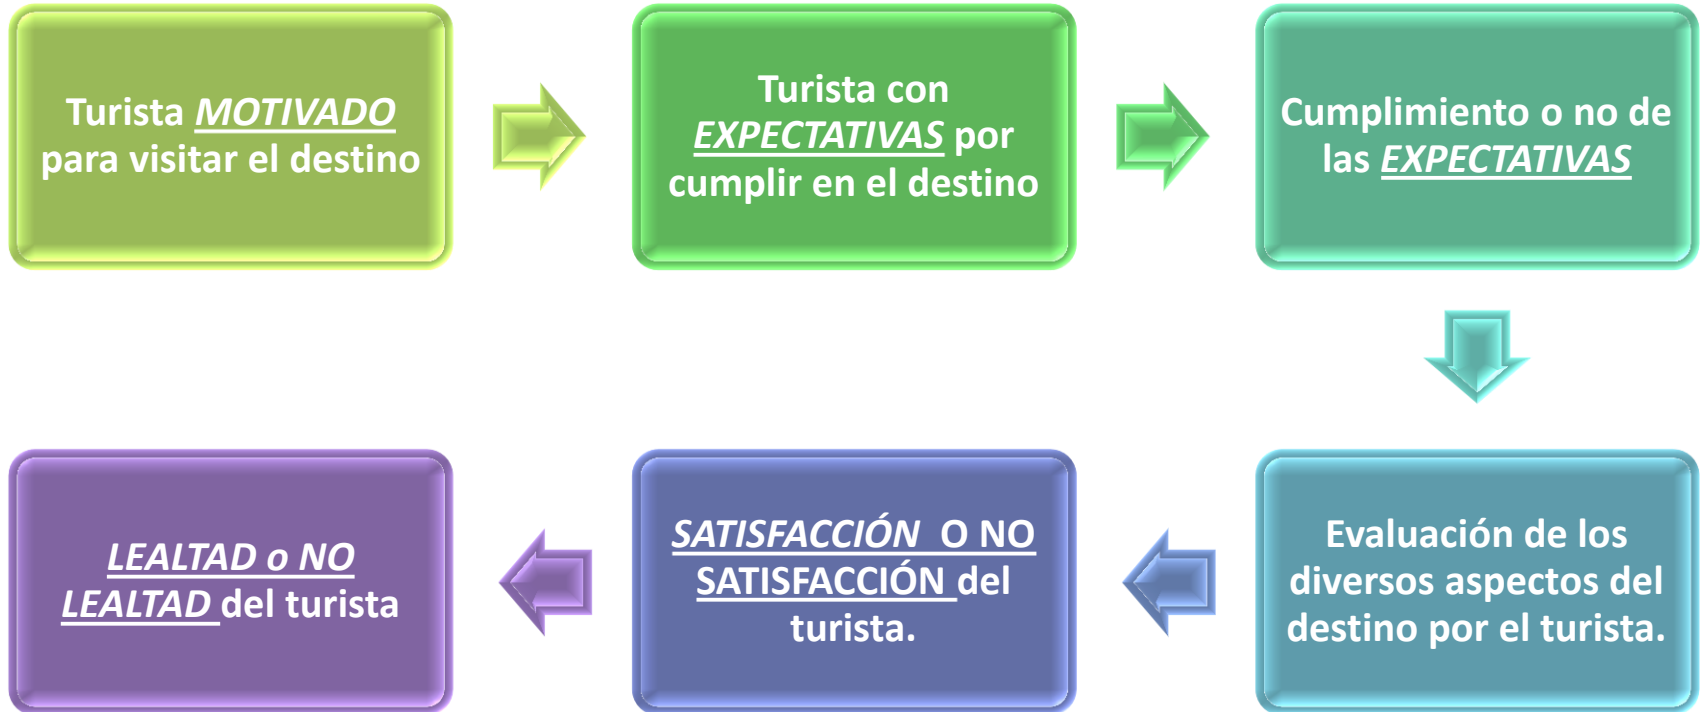 Turista MOTIVADO
para visitar el destino
Turista con
EXPECTATIVAS por
cumplir en el destino
Cumplimiento o no de
las EXPECTATIVAS
Evaluación de los
diversos aspectos del
destino por el turista.
SATISFACCIÓN O NO
SATISFACCIÓN del
turista.
LEALTAD o NO
LEALTAD del turista